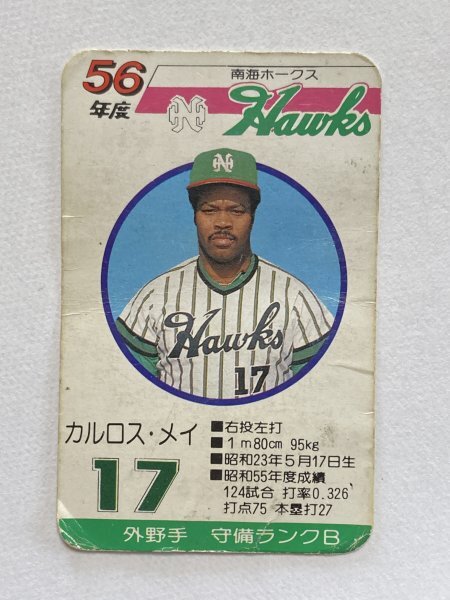 56
年度
南海ホークス
NH
Hawks
NH
Hawks
17
カルロス・メイ
17
■右投左打
■1m80cm 95kg
■昭和23年5月17日生
■昭和55年度成績
124試合 打率0.326
打点75 本塁打27
外野手 守備ランクB